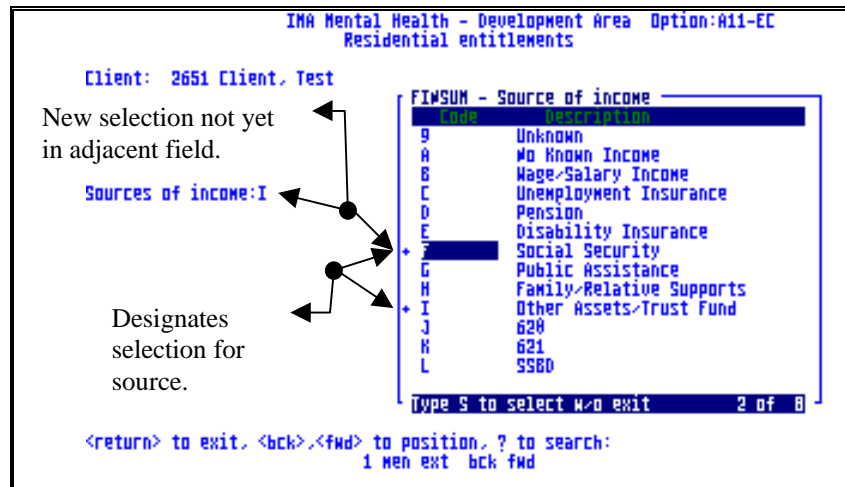 IMA Mental Health - Development Area Option:A11-EC
Residential entitlements
Client: 2651 Client, Test
New selection not yet
in adjacent field.
Sources of income:I
Designates
selection for
source.
FIWSUM - Source of income
Code Description
9 Unknown
A No Known Income
B Wage/Salary Income
C Unemployment Insurance
D Pension
E Disability Insurance
+ F Social Security
G Public Assistance
H Family/Relative Supports
+ I Other Assets/Trust Fund
J 620
K 621
L SSBD
Type S to select w/o exit 2 of 8
<return> to exit, <bck>,<fwd> to position, ? to search:
1 men ext bck fwd